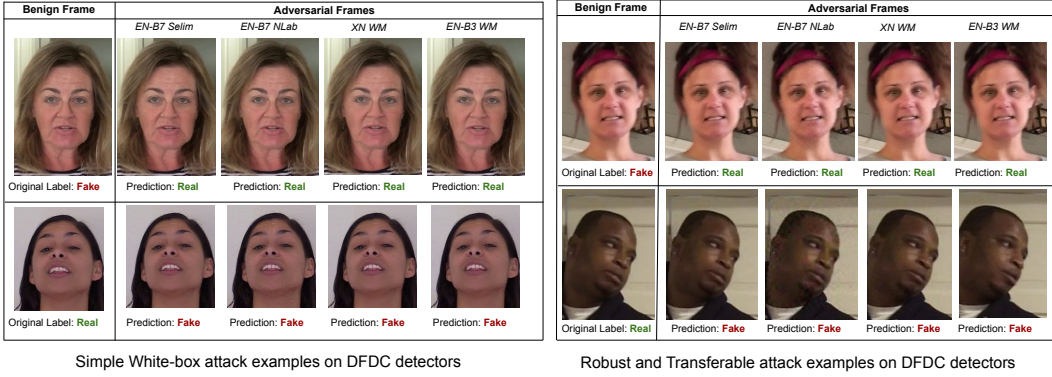 Benign Frame Adversarial Frames
EN-B7 Selim EN-B7 NLab XN WM EN-B3 WM
Original Label: Fake Prediction: Real Prediction: Real Prediction: Real Prediction: Real
Original Label: Real Prediction: Fake Prediction: Fake Prediction: Fake Prediction: Fake
Simple White-box attack examples on DFDC detectors
Benign Frame Adversarial Frames
EN-B7 Selim EN-B7 NLab XN WM EN-B3 WM
Original Label: Fake Prediction: Real Prediction: Real Prediction: Real Prediction: Real
Original Label: Real Prediction: Fake Prediction: Fake Prediction: Fake Prediction: Fake
Robust and Transferable attack examples on DFDC detectors